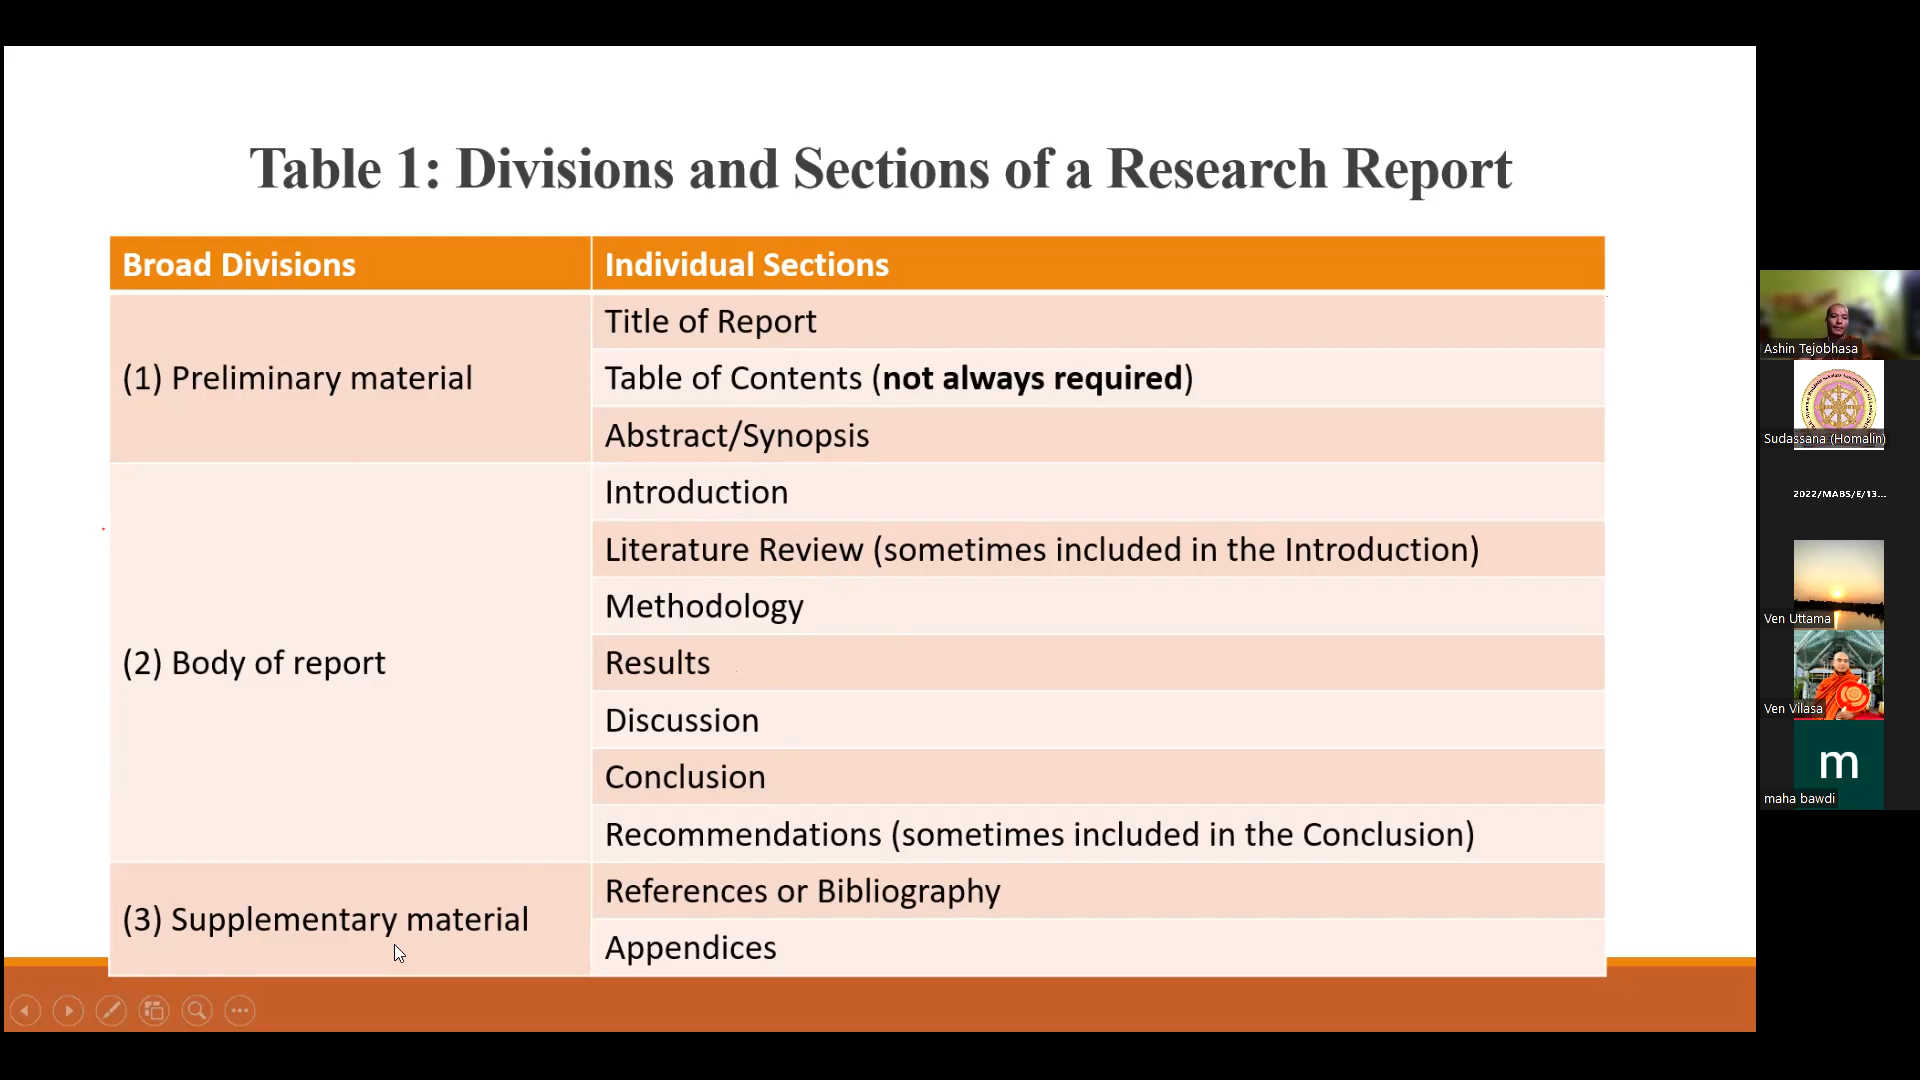 Table 1: Divisions and Sections of a Research Report
Broad Divisions
Individual Sections
(1) Preliminary material
Title of Report
Table of Contents (not always required)
Abstract/Synopsis
(2) Body of report
Introduction
Literature Review (sometimes included in the Introduction)
Methodology
Results
Discussion
Conclusion
Recommendations (sometimes included in the Conclusion)
(3) Supplementary material
References or Bibliography
Appendices
Ashin Tejobhasa
Sudassana (Homalin)
2022/MABS/E/13...
Ven Uttama
Ven Vilasa
m
maha bawdi